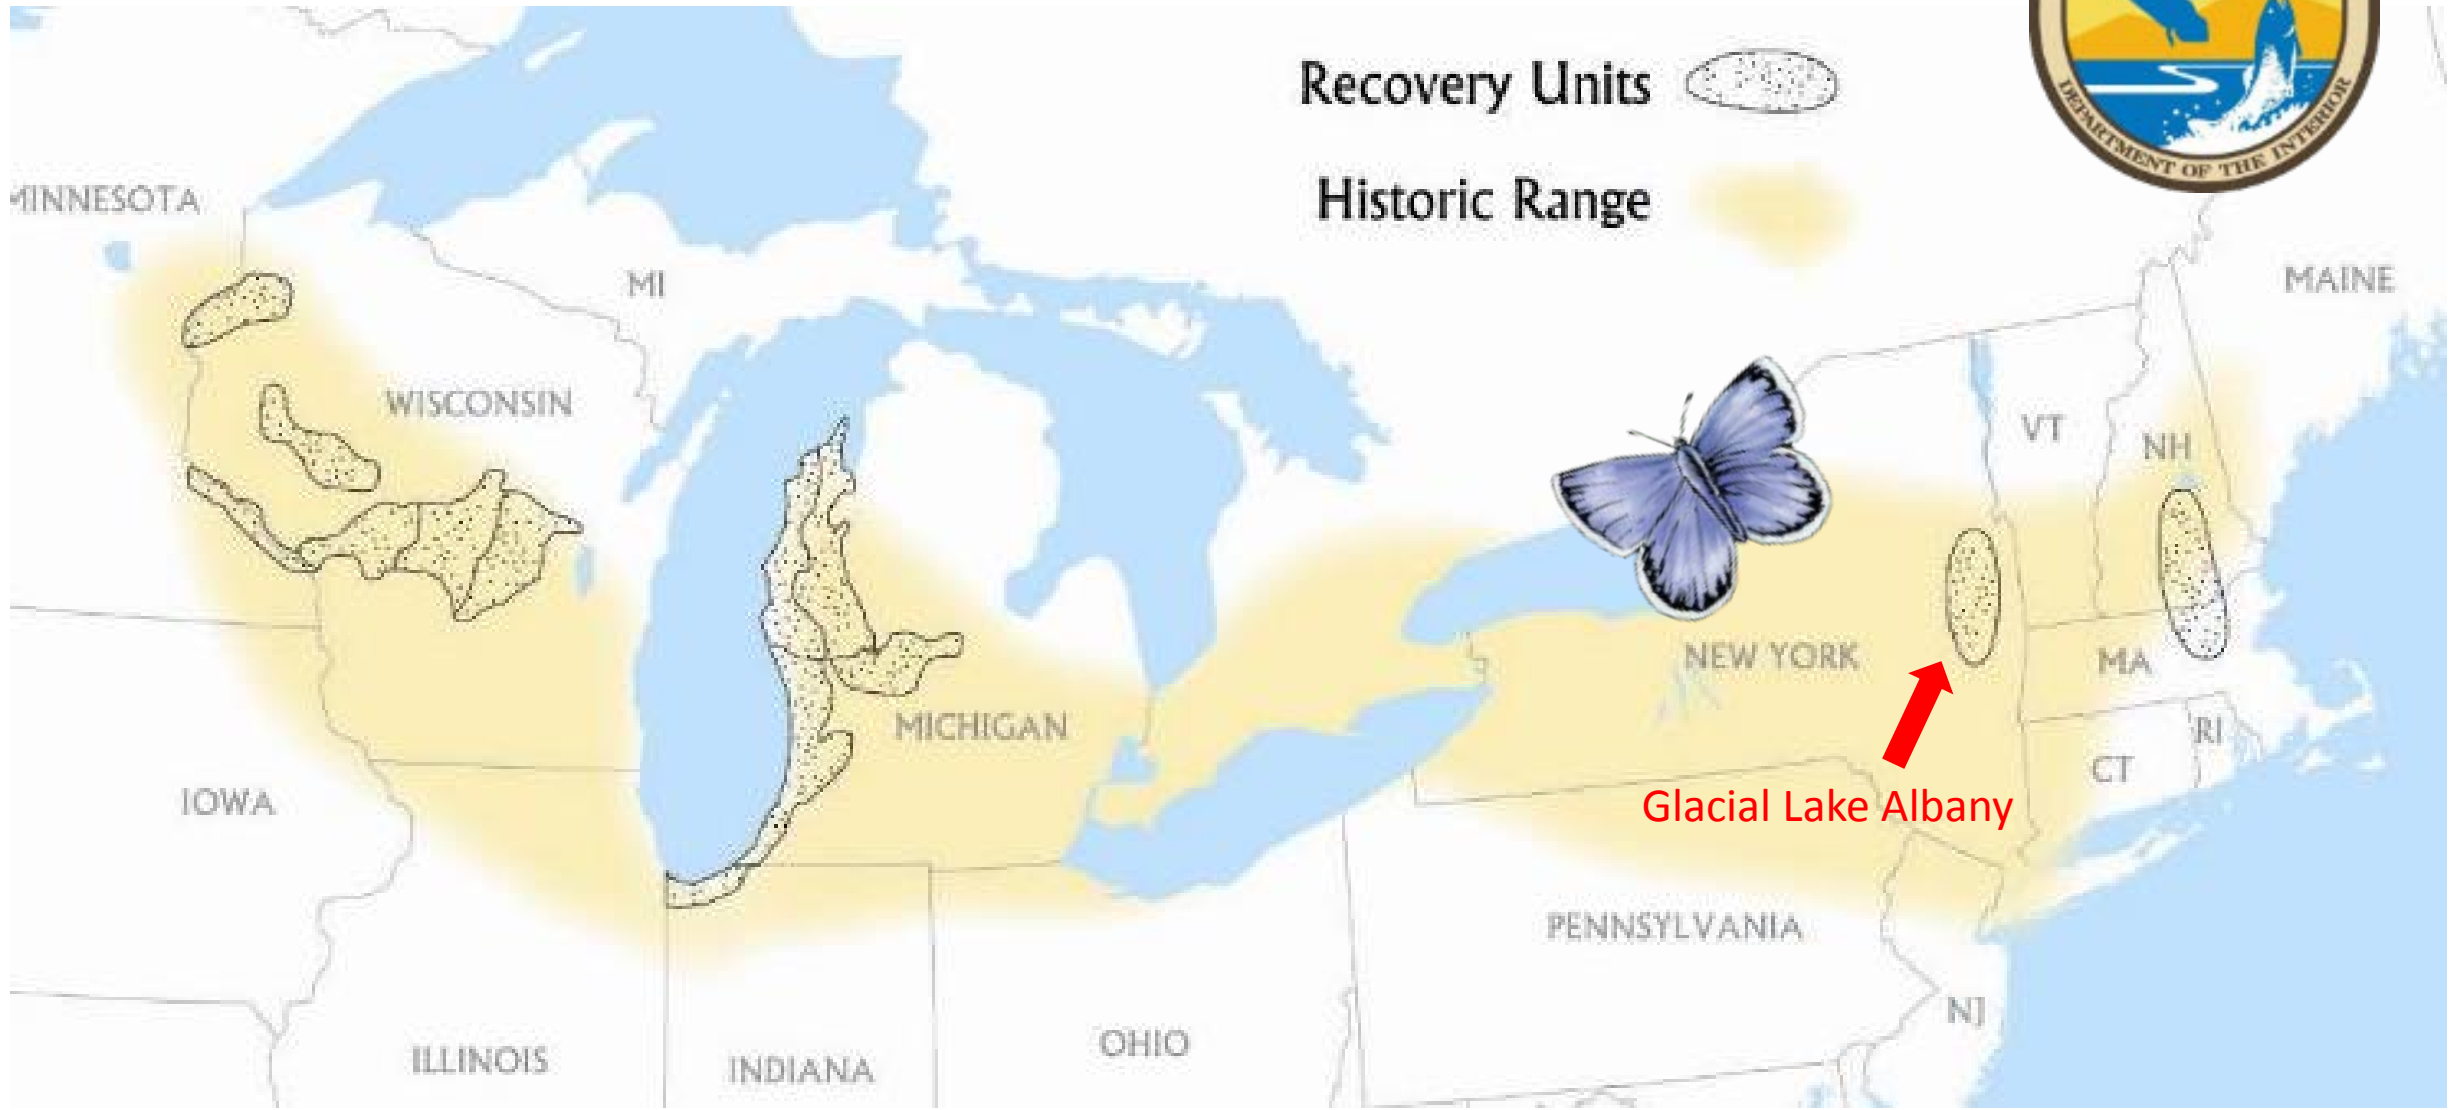 Recovery Units
Historic Range
DEPARTMENT OF THE INTERIOR
MINNESOTA
MI
MAINE
WISCONSIN
VT
NH
NEW YORK
MA
MICHIGAN
RI
CT
IOWA
Glacial Lake Albany
PENNSYLVANIA
NJ
OHIO
ILLINOIS
INDIANA